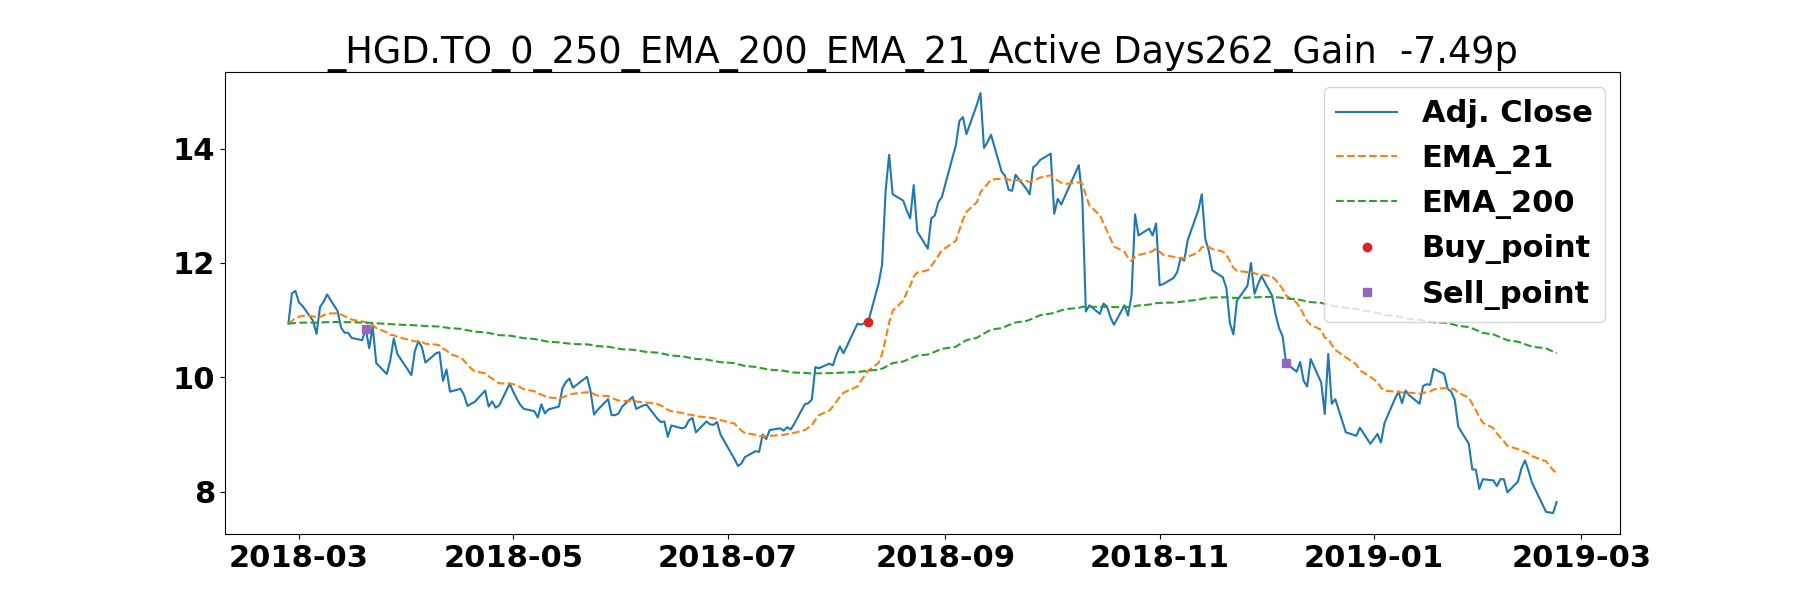 _HGD.TO_0_250_EMA_200_EMA_21_Active Days262_Gain  -7.49p
Adj. Close
EMA_21
EMA_200
Buy_point
Sell_point
14
12
10
8
2018-03 2018-05 2018-07 2018-09 2018-11 2019-01 2019-03